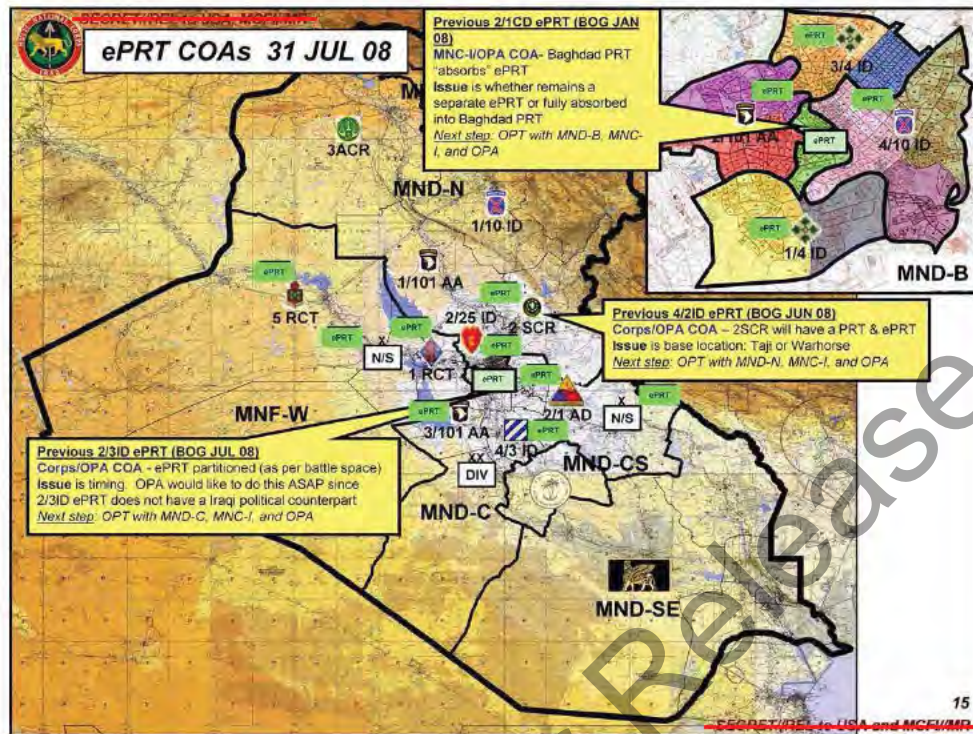 SECRET//REL to USA, MCFI//MR
ePRT COAs 31 JUL 08
Previous 2/1CD ePRT (BOG JAN
08)
MNC-I/OPA COA- Baghdad PRT
"absorbs" ePRT
Issue is whether remains a
separate ePRT or fully absorbed
into Baghdad PRT
Next step: OPT with MND-B, MNC-
I, and OPA
ePRT
3/4 ID
ePRT
ePRT
4/10 ID
ePRT
ePRT
1/4 ID
MND-B
3ACR
MND-N
1/10 ID
1/101 AA
ePRT
5 RCT
ePRT
2 SCR
2/25 ID
ePRT
ePRT
ePRT
X
N/S
RCT
ePRT
ePRT
2/1 AD
ePRT
X
N/S
MNF-W
ePRT
3/101 AA
ePRT
4/3 ID
MND-CS
XX
DIV
MND-C
MND-SE
Previous 4/2ID ePRT (BOG JUN 08)
Corps/OPA COA – 2SCR will have a PRT & ePRT
Issue is base location: Taji or Warhorse
Next step: OPT with MND-N, MNC-I, and OPA
Previous 2/3ID ePRT (BOG JUL 08)
Corps/OPA COA - ePRT partitioned (as per battle space)
Issue is timing. OPA would like to do this ASAP since
2/3ID ePRT does not have a Iraqi political counterpart
Next step: OPT with MND-C, MNC-I, and OPA
Release
15
SECRET//REL to USA and MCFI//MR